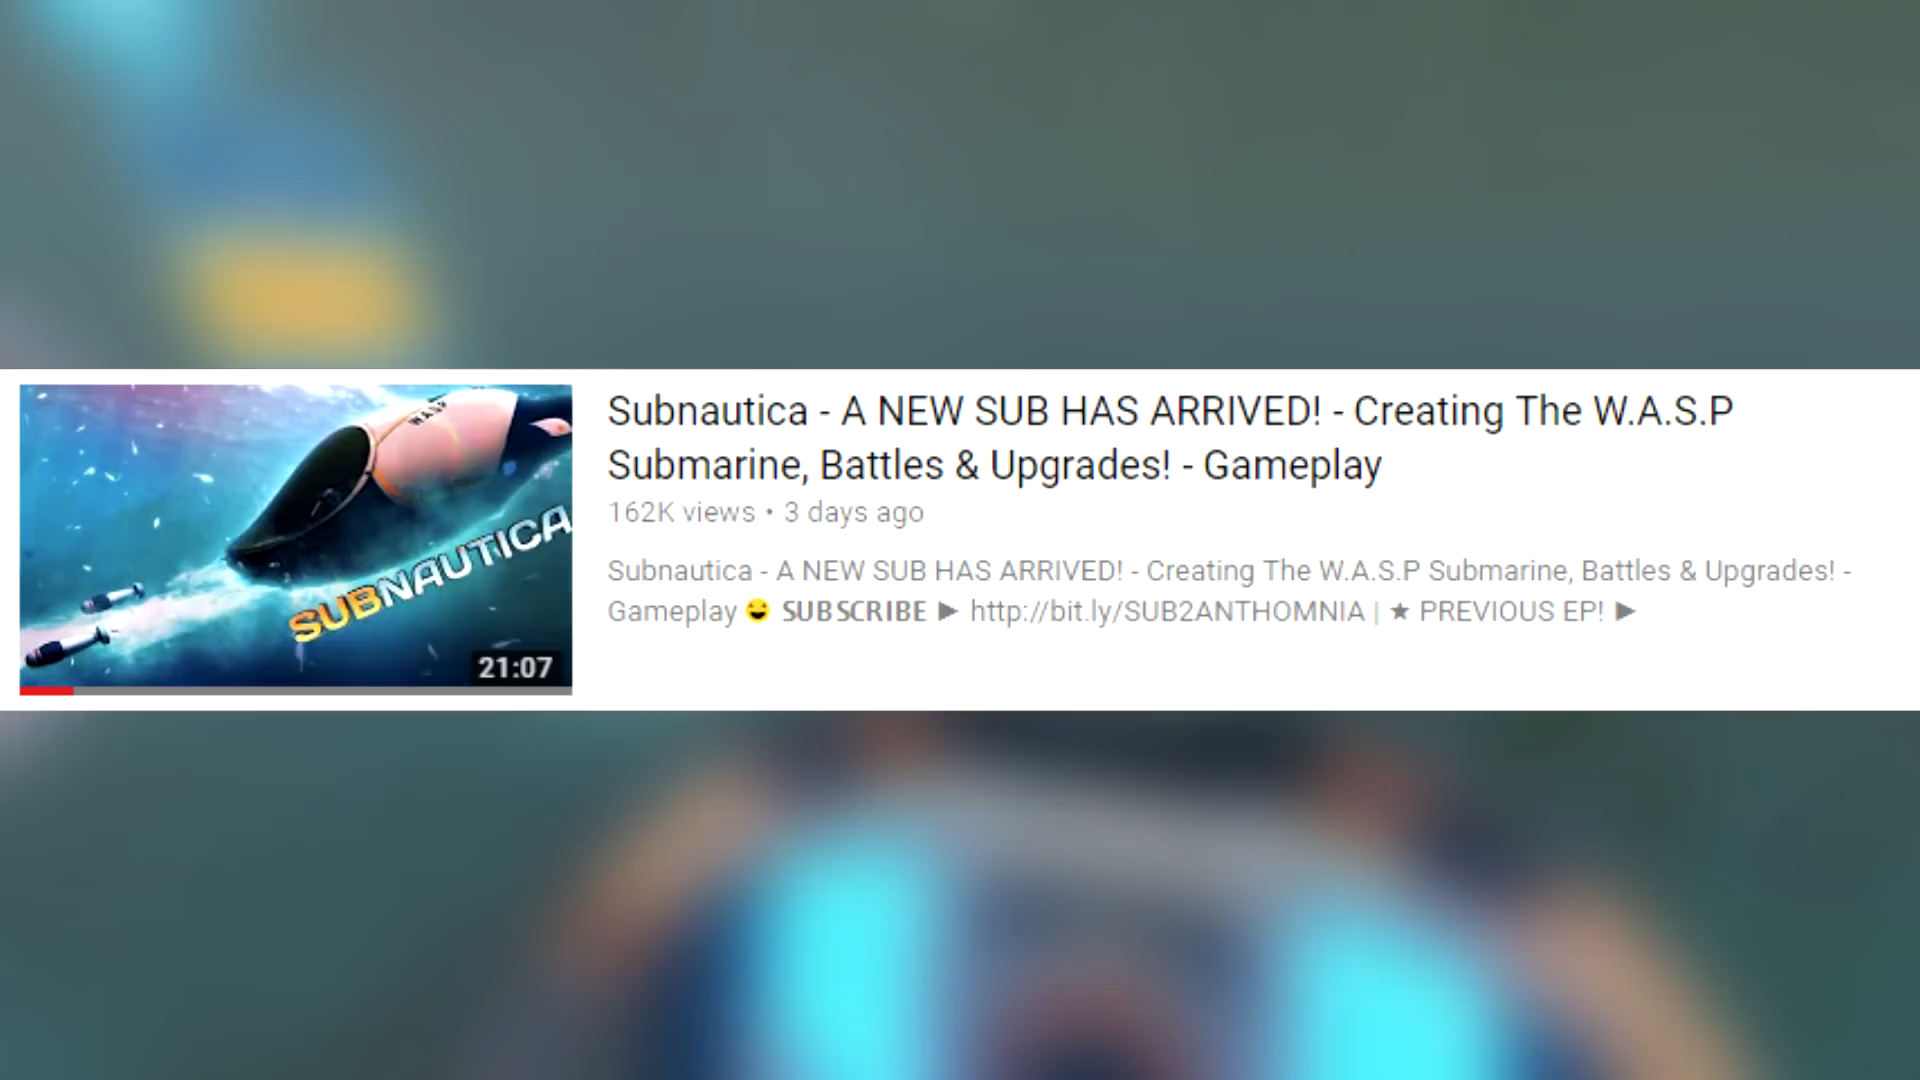 WASP
SUBNAUTICA
21:07
Subnautica - A NEW SUB HAS ARRIVED! - Creating The W.A.S.P
Submarine, Battles & Upgrades! - Gameplay
162K views • 3 days ago
Subnautica - A NEW SUB HAS ARRIVED! - Creating The W.A.S.P Submarine, Battles & Upgrades! -
Gameplay 😄 SUBSCRIBE ► http://bit.ly/SUB2ANTHOMNIA | ★ PREVIOUS EP! ►